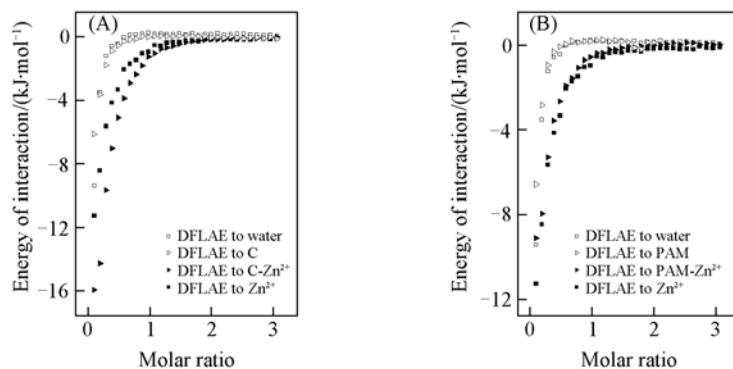 (A)
Energy of interaction/(kJ·mol⁻¹)
0
−4
−8
−12
−16
DFLAE to water
DFLAE to C
DFLAE to C-Zn²⁺
DFLAE to Zn²⁺
0 1 2 3
Molar ratio
(B)
Energy of interaction/(kJ·mol⁻¹)
0
−4
−8
−12
DFLAE to water
DFLAE to PAM
DFLAE to PAM-Zn²⁺
DFLAE to Zn²⁺
0 1 2 3
Molar ratio